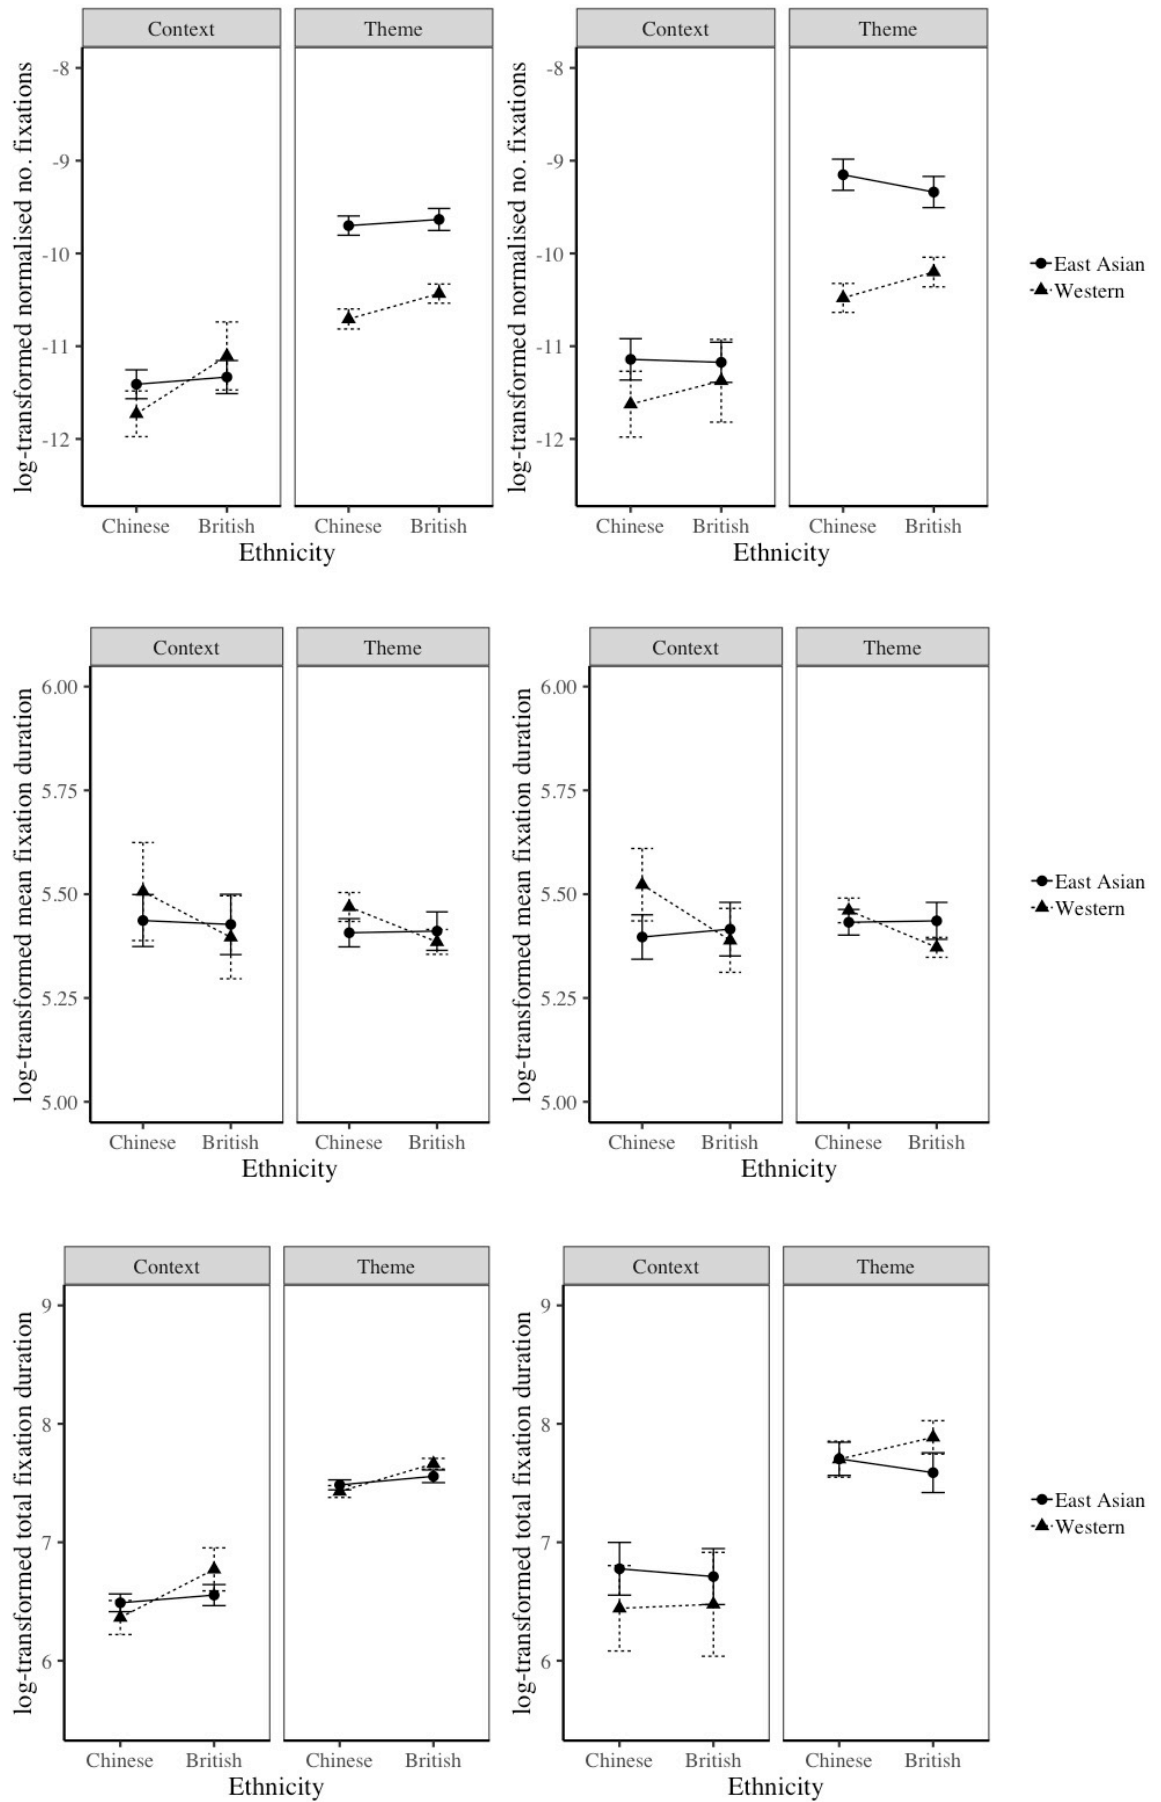 Context Theme
log-transformed normalised no. fixations
-8
-9
-10
-11
-12
Chinese British Chinese British
Ethnicity
Context Theme
log-transformed normalised no. fixations
-8
-9
-10
-11
-12
Chinese British Chinese British
Ethnicity
East Asian
Western
Context Theme
log-transformed mean fixation duration
6.00
5.75
5.50
5.25
5.00
Chinese British Chinese British
Ethnicity
Context Theme
log-transformed mean fixation duration
6.00
5.75
5.50
5.25
5.00
Chinese British Chinese British
Ethnicity
East Asian
Western
Context Theme
log-transformed total fixation duration
9
8
7
6
Chinese British Chinese British
Ethnicity
Context Theme
log-transformed total fixation duration
9
8
7
6
Chinese British Chinese British
Ethnicity
East Asian
Western